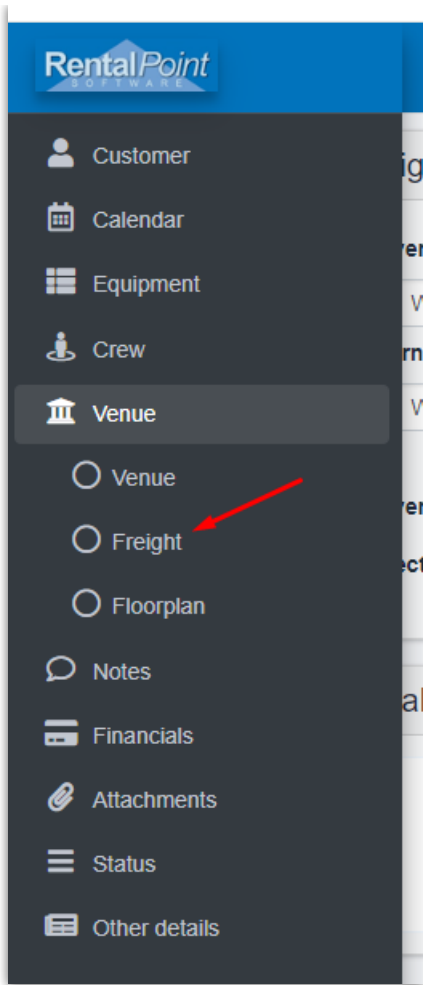 RentalPoint
SOFTWARE
Customer
Calendar
Equipment
Crew
Venue
Venue
Freight
Floorplan
Notes
Financials
Attachments
Status
Other details